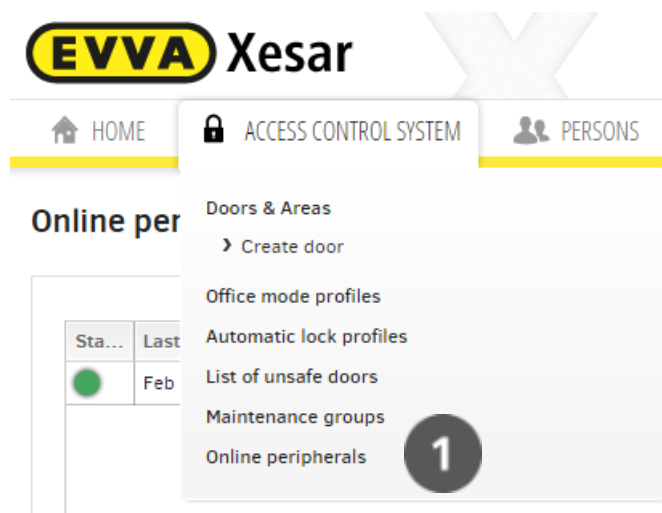 EVVA Xesar
HOME ACCESS CONTROL SYSTEM PERSONS
Online per
Doors & Areas
Create door
Office mode profiles
Sta... Last
Automatic lock profiles
Feb
List of unsafe doors
Maintenance groups
Online peripherals
1